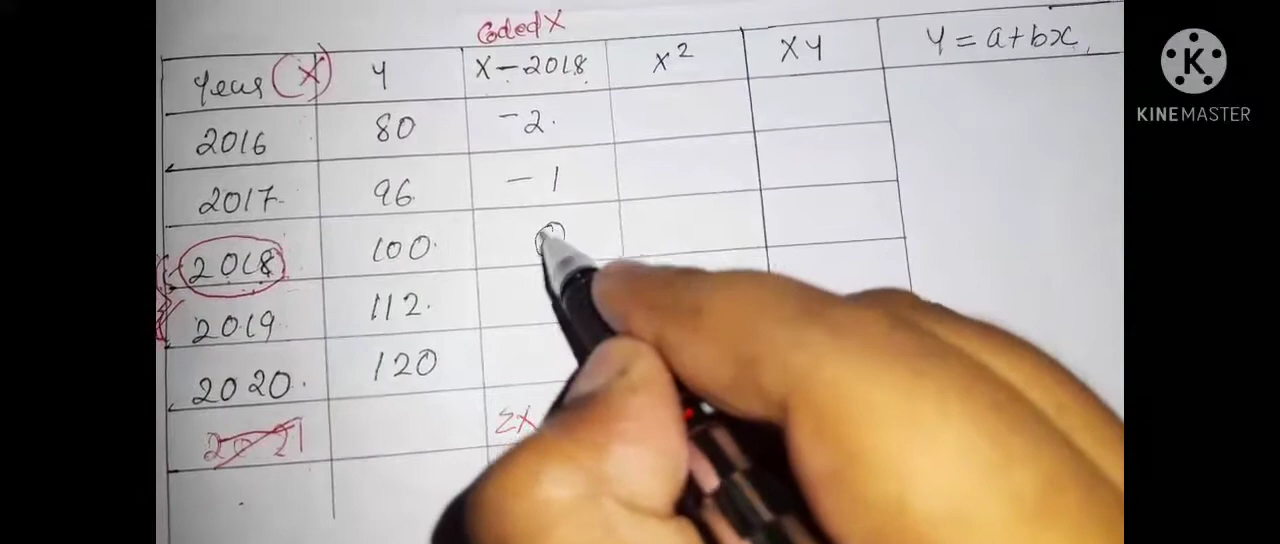 Coded X
Year X Y X-2018 x² XY Y=a+bx
2016 80 -2.
2017 96 -1
2018 100 0
2019 112
2020 120
2021
ΣX
K
KINEMASTER